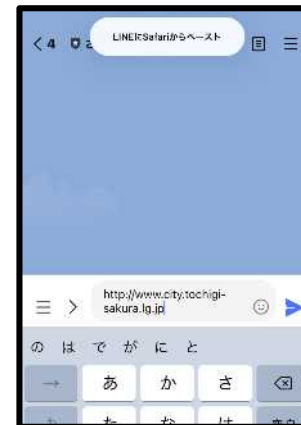 LINEにSafariからペースト
4
http://www.city.tochigi-
sakura.lg.jp
の は で が に と
→ あ か さ